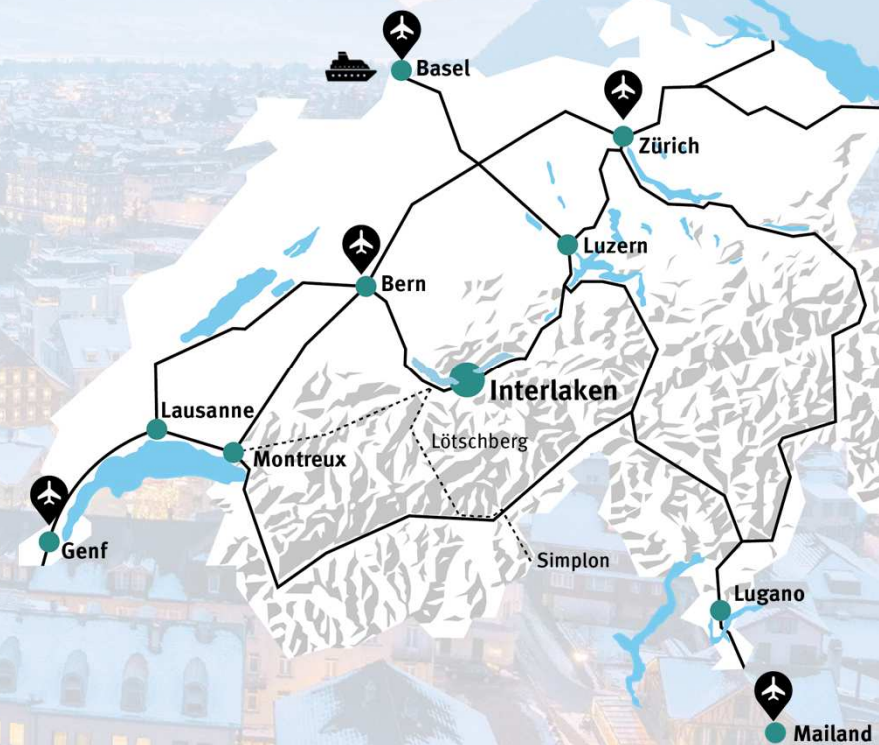 Basel
Zürich
Luzern
Bern
Interlaken
Lausanne
Lötschberg
Montreux
Genf
Simplon
Lugano
Mailand